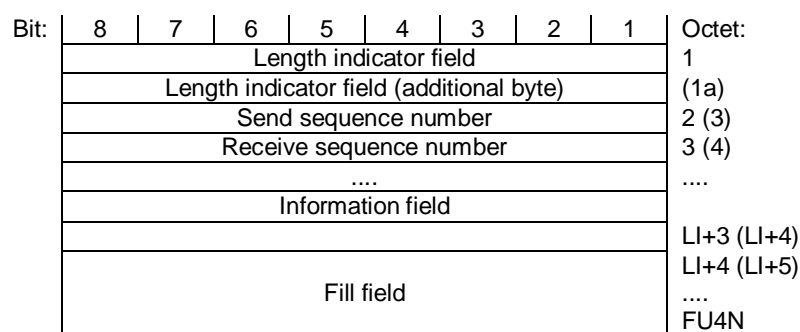 Bit: 8 7 6 5 4 3 2 1 Octet:
Length indicator field 1
Length indicator field (additional byte) (1a)
Send sequence number 2 (3)
Receive sequence number 3 (4)
.... ....
Information field
LI+3 (LI+4)
LI+4 (LI+5)
Fill field ....
FU4N